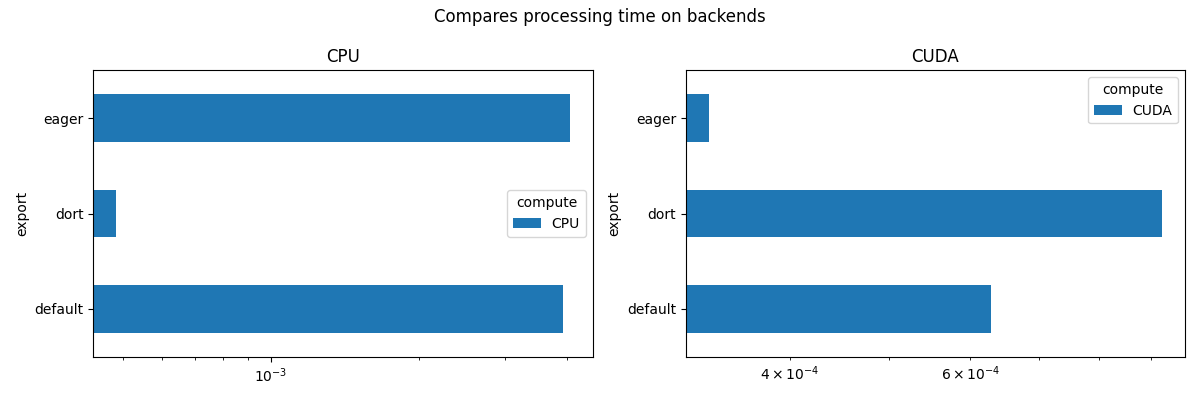 Compares processing time on backends
CPU
export
eager
dort
default
compute
CPU
10⁻³
CUDA
export
eager
dort
default
compute
CUDA
4 × 10⁻⁴
6 × 10⁻⁴